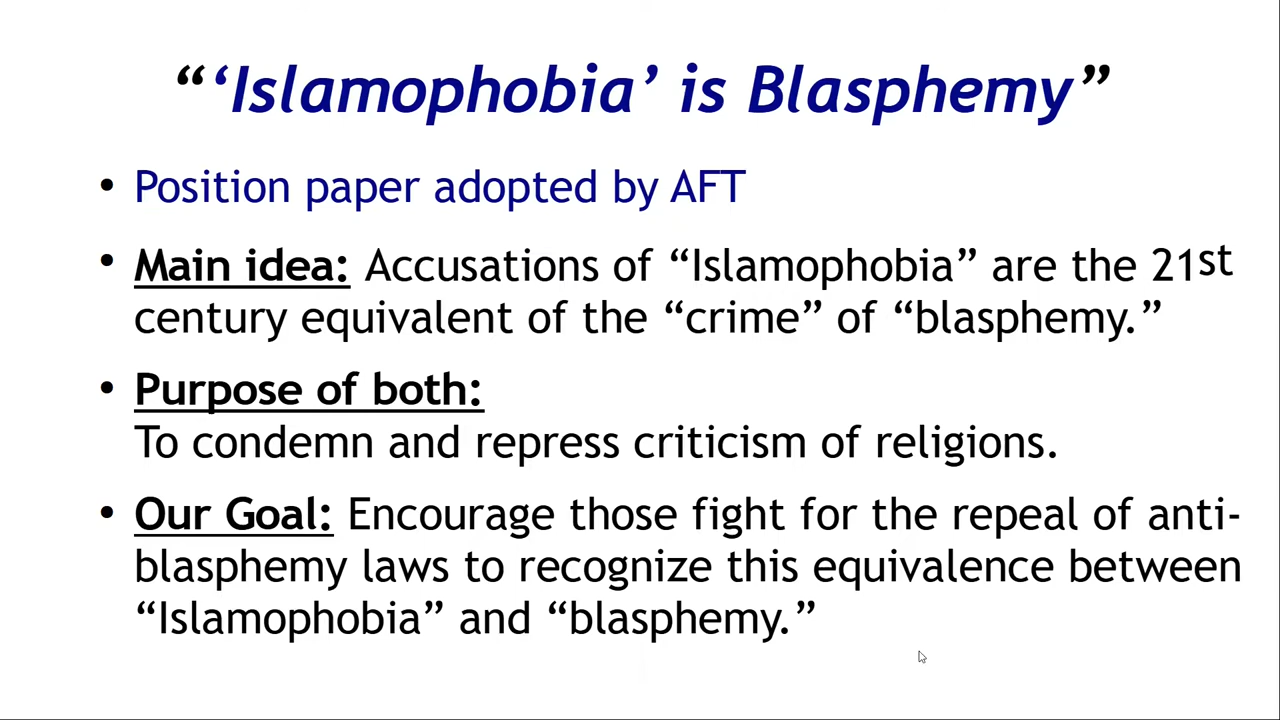 “‘Islamophobia’ is Blasphemy”
• Position paper adopted by AFT
• Main idea: Accusations of “Islamophobia” are the 21st
century equivalent of the “crime” of “blasphemy.”
• Purpose of both:
To condemn and repress criticism of religions.
• Our Goal: Encourage those fight for the repeal of anti-
blasphemy laws to recognize this equivalence between
“Islamophobia” and “blasphemy.”